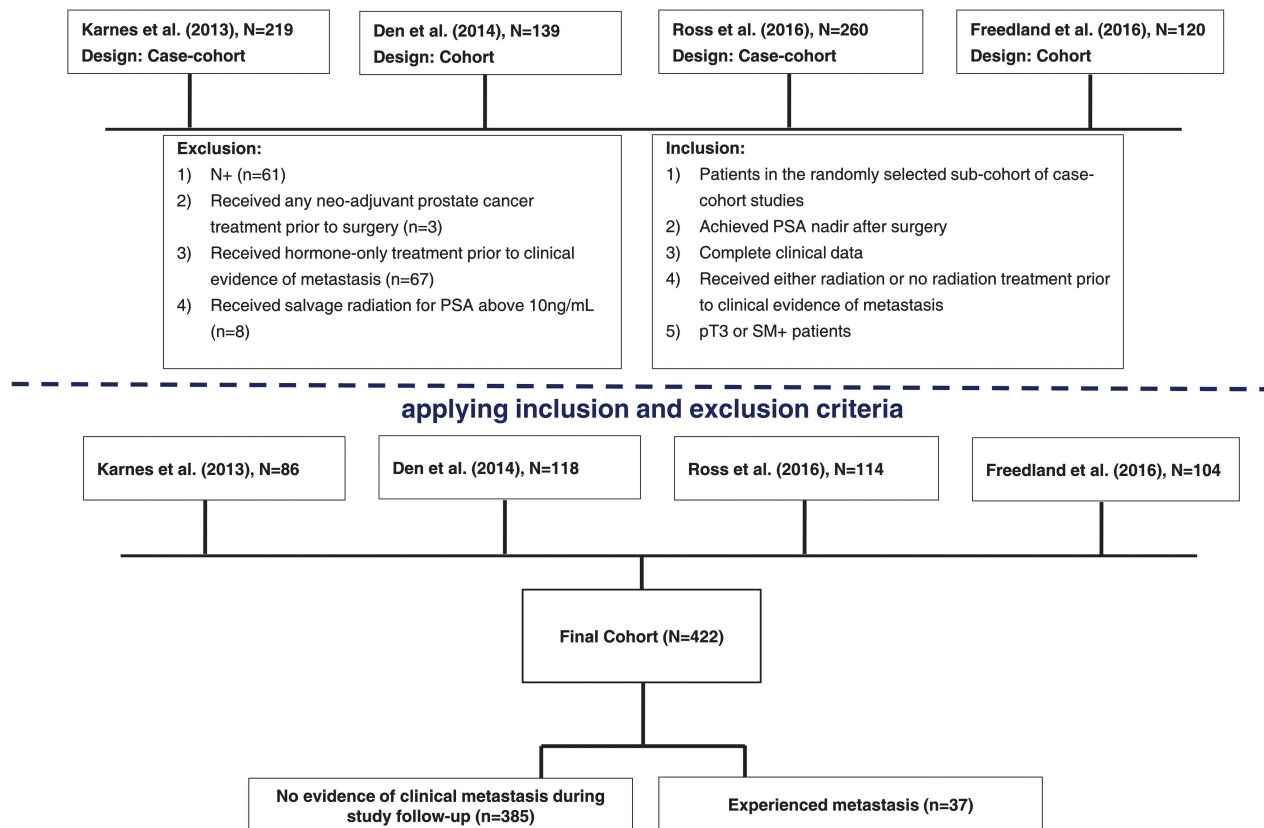 Karnes et al. (2013), N=219
Design: Case-cohort
Den et al. (2014), N=139
Design: Cohort
Ross et al. (2016), N=260
Design: Case-cohort
Freedland et al. (2016), N=120
Design: Cohort
Exclusion:
1) N+ (n=61)
2) Received any neo-adjuvant prostate cancer
treatment prior to surgery (n=3)
3) Received hormone-only treatment prior to clinical
evidence of metastasis (n=67)
4) Received salvage radiation for PSA above 10ng/mL
(n=8)
Inclusion:
1) Patients in the randomly selected sub-cohort of case-
cohort studies
2) Achieved PSA nadir after surgery
3) Complete clinical data
4) Received either radiation or no radiation treatment prior
to clinical evidence of metastasis
5) pT3 or SM+ patients
applying inclusion and exclusion criteria
Karnes et al. (2013), N=86
Den et al. (2014), N=118
Ross et al. (2016), N=114
Freedland et al. (2016), N=104
Final Cohort (N=422)
No evidence of clinical metastasis during
study follow-up (n=385)
Experienced metastasis (n=37)